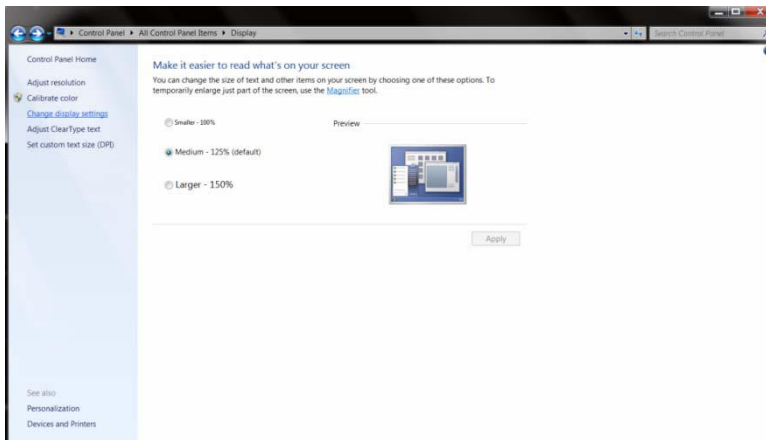 Control Panel ▸ All Control Panel Items ▸ Display
Search Control Panel
Control Panel Home
Adjust resolution
Calibrate color
Change display settings
Adjust ClearType text
Set custom text size (DPI)
See also
Personalization
Devices and Printers
Make it easier to read what's on your screen
You can change the size of text and other items on your screen by choosing one of these options. To
temporarily enlarge just part of the screen, use the Magnifier tool.
Smaller - 100%
Preview
Medium - 125% (default)
Larger - 150%
Apply